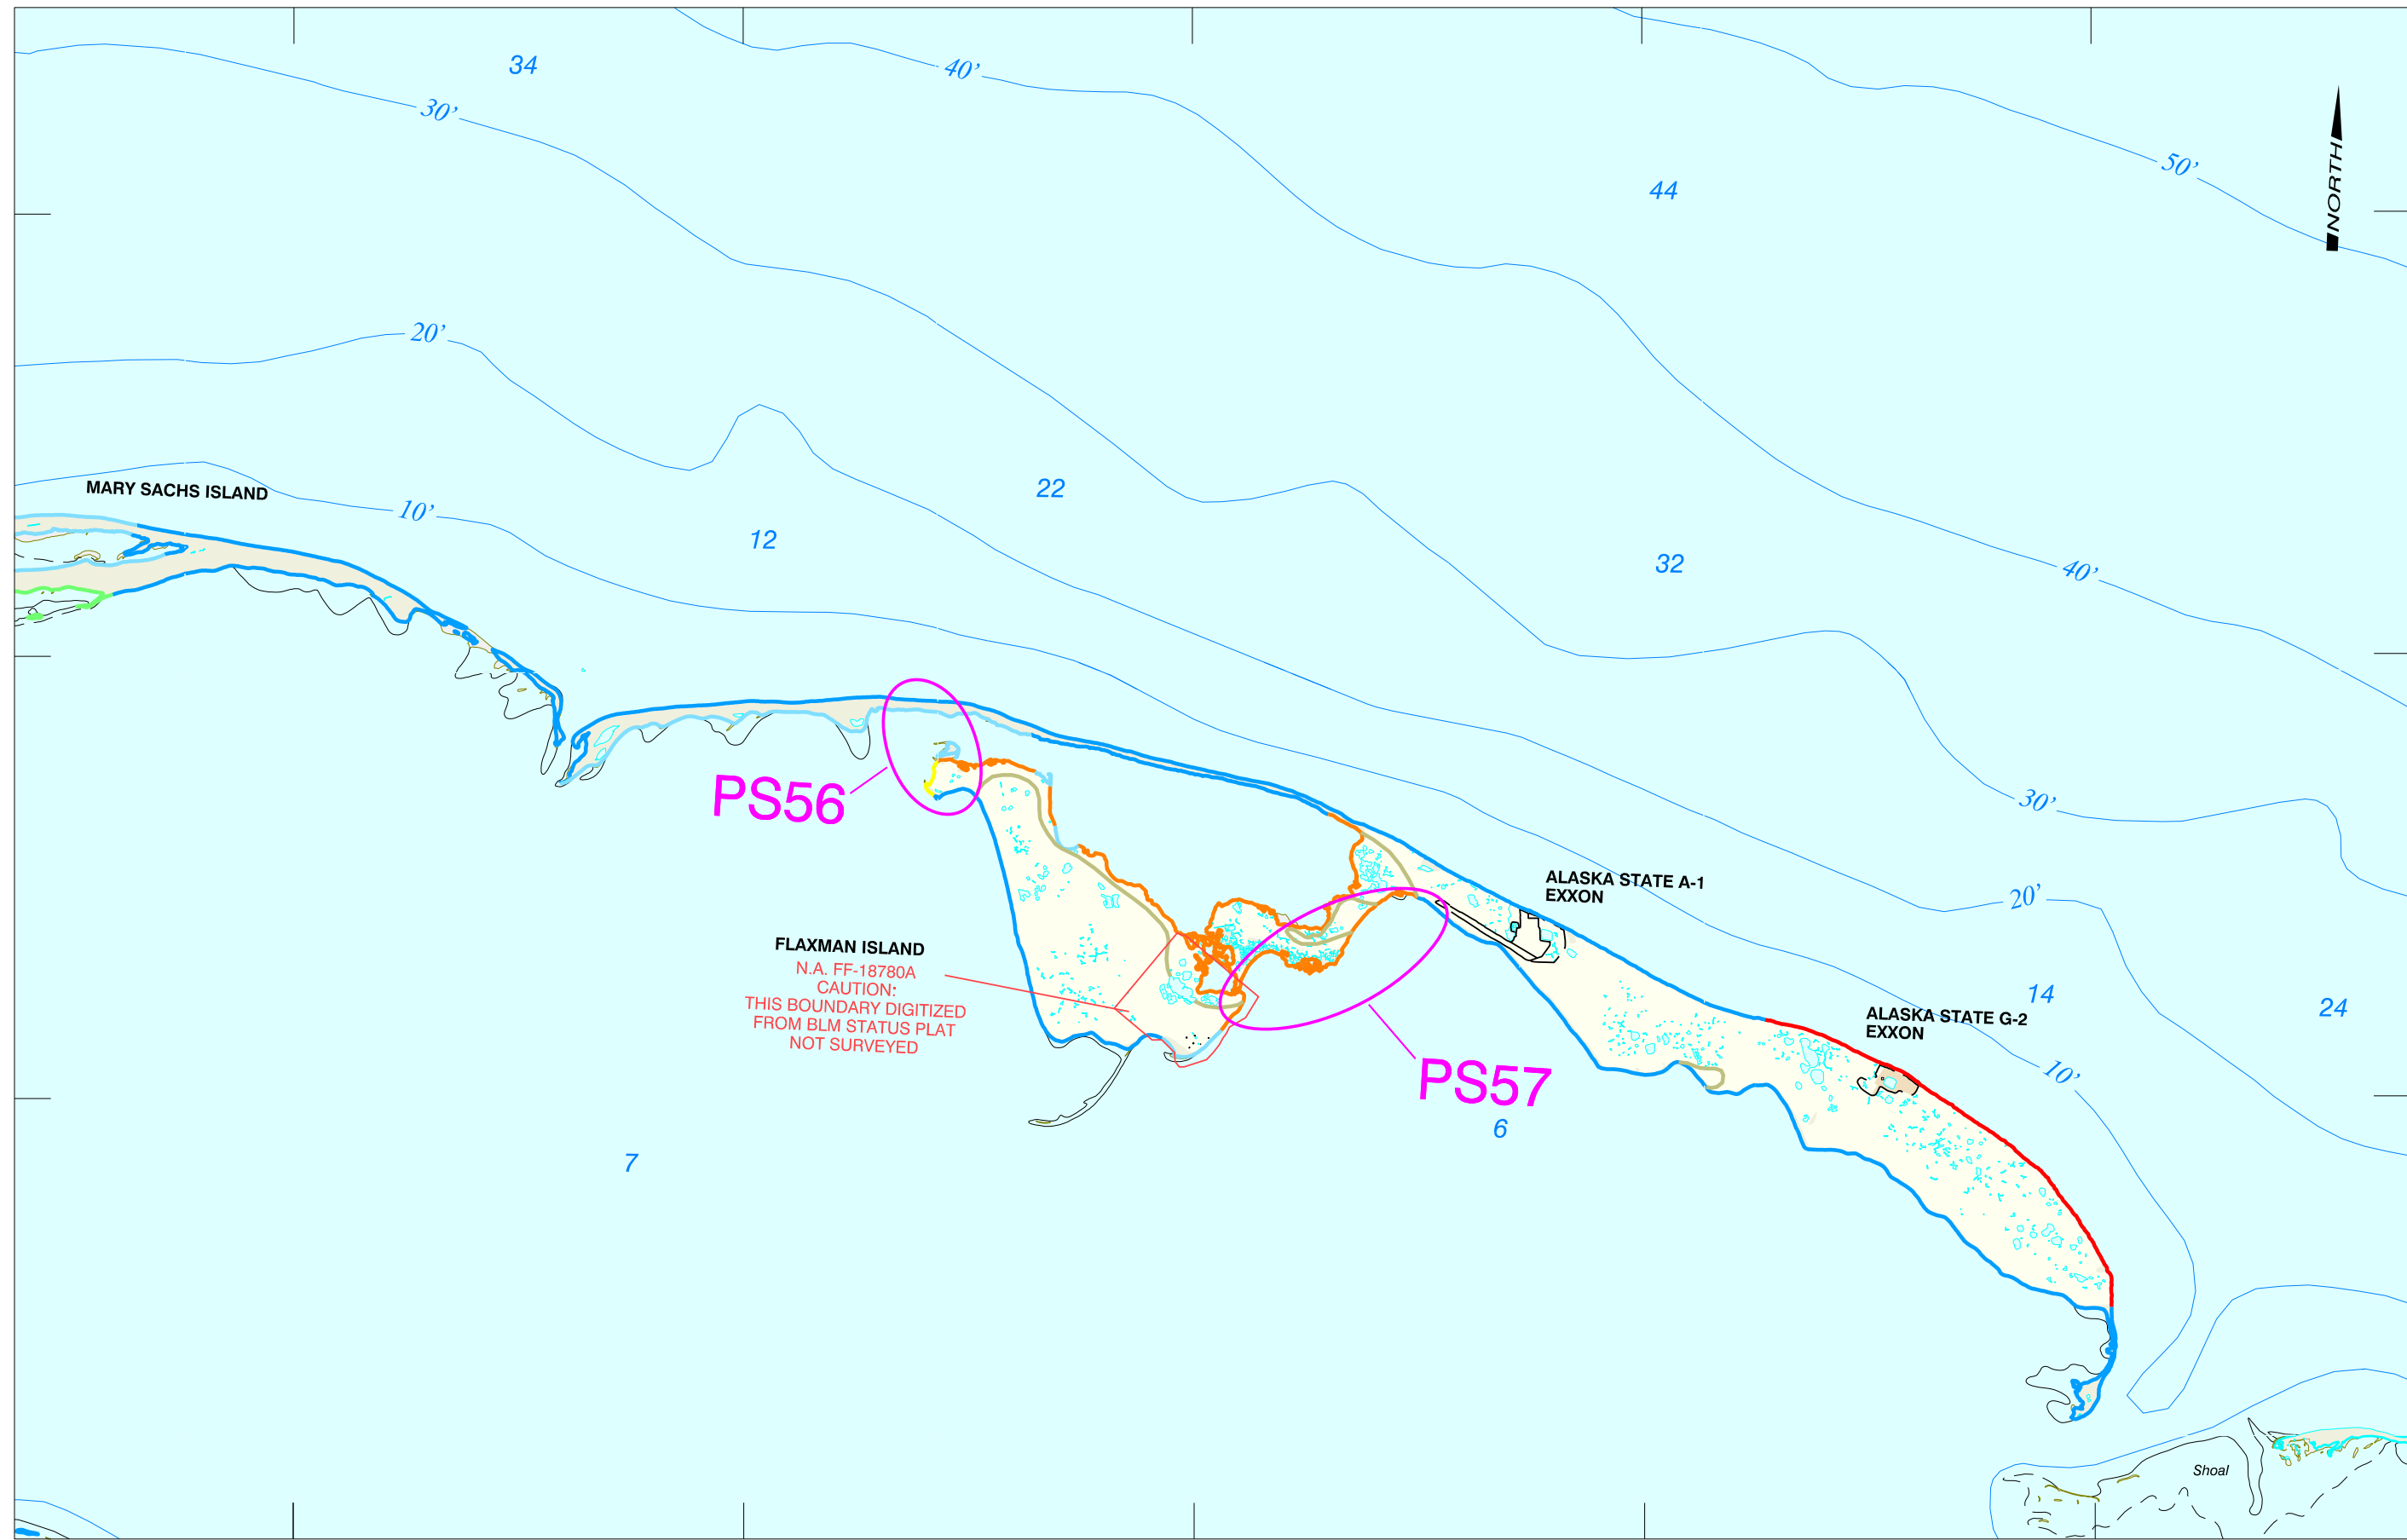 34
40'
30'
50'
44
NORTH
20'
MARY SACHS ISLAND
10'
22
12
32
40'
PS56
30'
ALASKA STATE A-1
EXXON
20'
FLAXMAN ISLAND
N.A. FF-18780A
CAUTION:
THIS BOUNDARY DIGITIZED
FROM BLM STATUS PLAT
NOT SURVEYED
14
24
ALASKA STATE G-2
EXXON
10'
PS57
6
7
Shoal